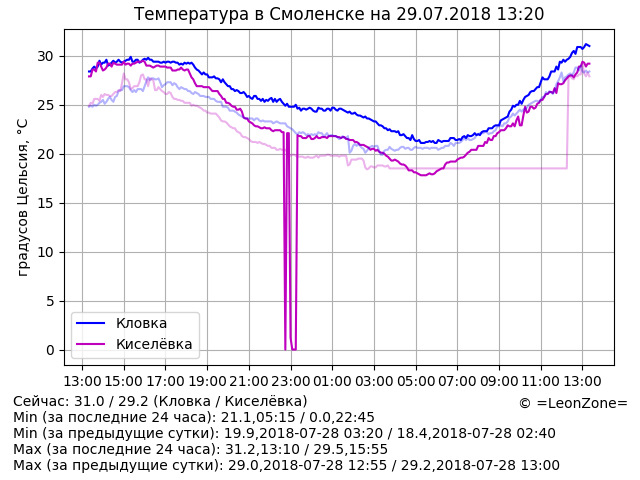 Температура в Смоленске на 29.07.2018 13:20
градусов Цельсия, °C
30
25
20
15
10
5
0
Кловка
Киселёвка
13:00 15:00 17:00 19:00 21:00 23:00 01:00 03:00 05:00 07:00 09:00 11:00 13:00
Сейчас: 31.0 / 29.2 (Кловка / Киселёвка)
© =LeonZone=
Min (за последние 24 часа): 21.1,05:15 / 0.0,22:45
Min (за предыдущие сутки): 19.9,2018-07-28 03:20 / 18.4,2018-07-28 02:40
Max (за последние 24 часа): 31.2,13:10 / 29.5,15:55
Max (за предыдущие сутки): 29.0,2018-07-28 12:55 / 29.2,2018-07-28 13:00